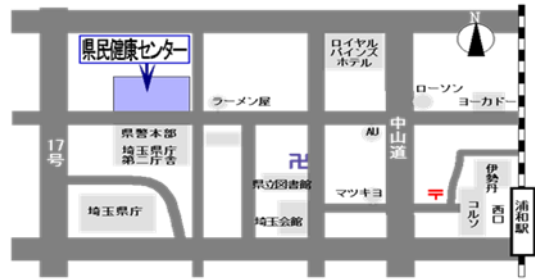 N
県民健康センター
ロイヤル
パインズ
ホテル
ラーメン屋
ローソン
ヨーカドー
17号
県警本部
埼玉県庁
第二庁舎
AU
中山道
卍
県立図書館
マツキヨ
〒
伊勢丹
コルソ
西口
浦和駅
埼玉県庁
埼玉会館